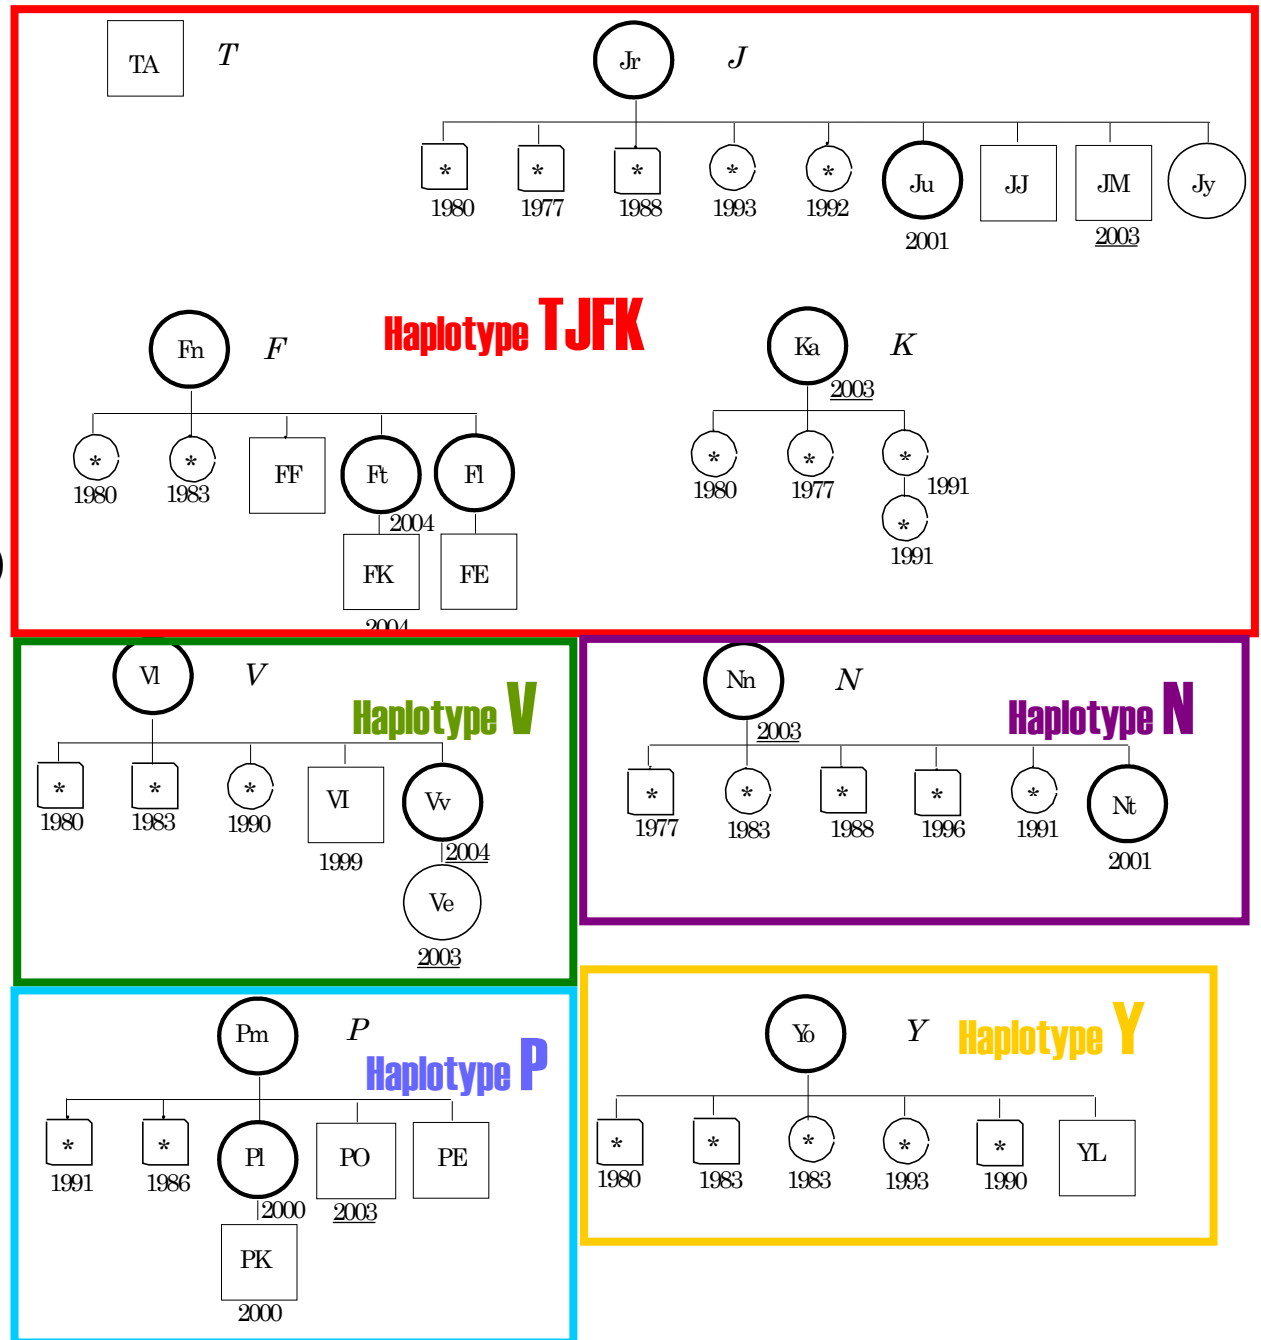 TA T Jr J
* * * * * Ju JJ JM Jy
1980 1977 1988 1993 1992 2001 2003
Haplotype TJFK
Fn F Ka K
2003
* * FF Ft Fl * * *
1980 1983 2004 1980 1977 1991
FK FE *
2004 1991
Vl V
Haplotype V
* * * VI Vv
1980 1983 1990 1999 2004
Ve
2003
Nn N
Haplotype N
2003
* * * * * Nt
1977 1983 1988 1996 1991 2001
Pm P
Haplotype P
* * Pl PO PE
1991 1986 2000 2003
PK
2000
Yo Y Haplotype Y
* * * * * YL
1980 1983 1983 1993 1990